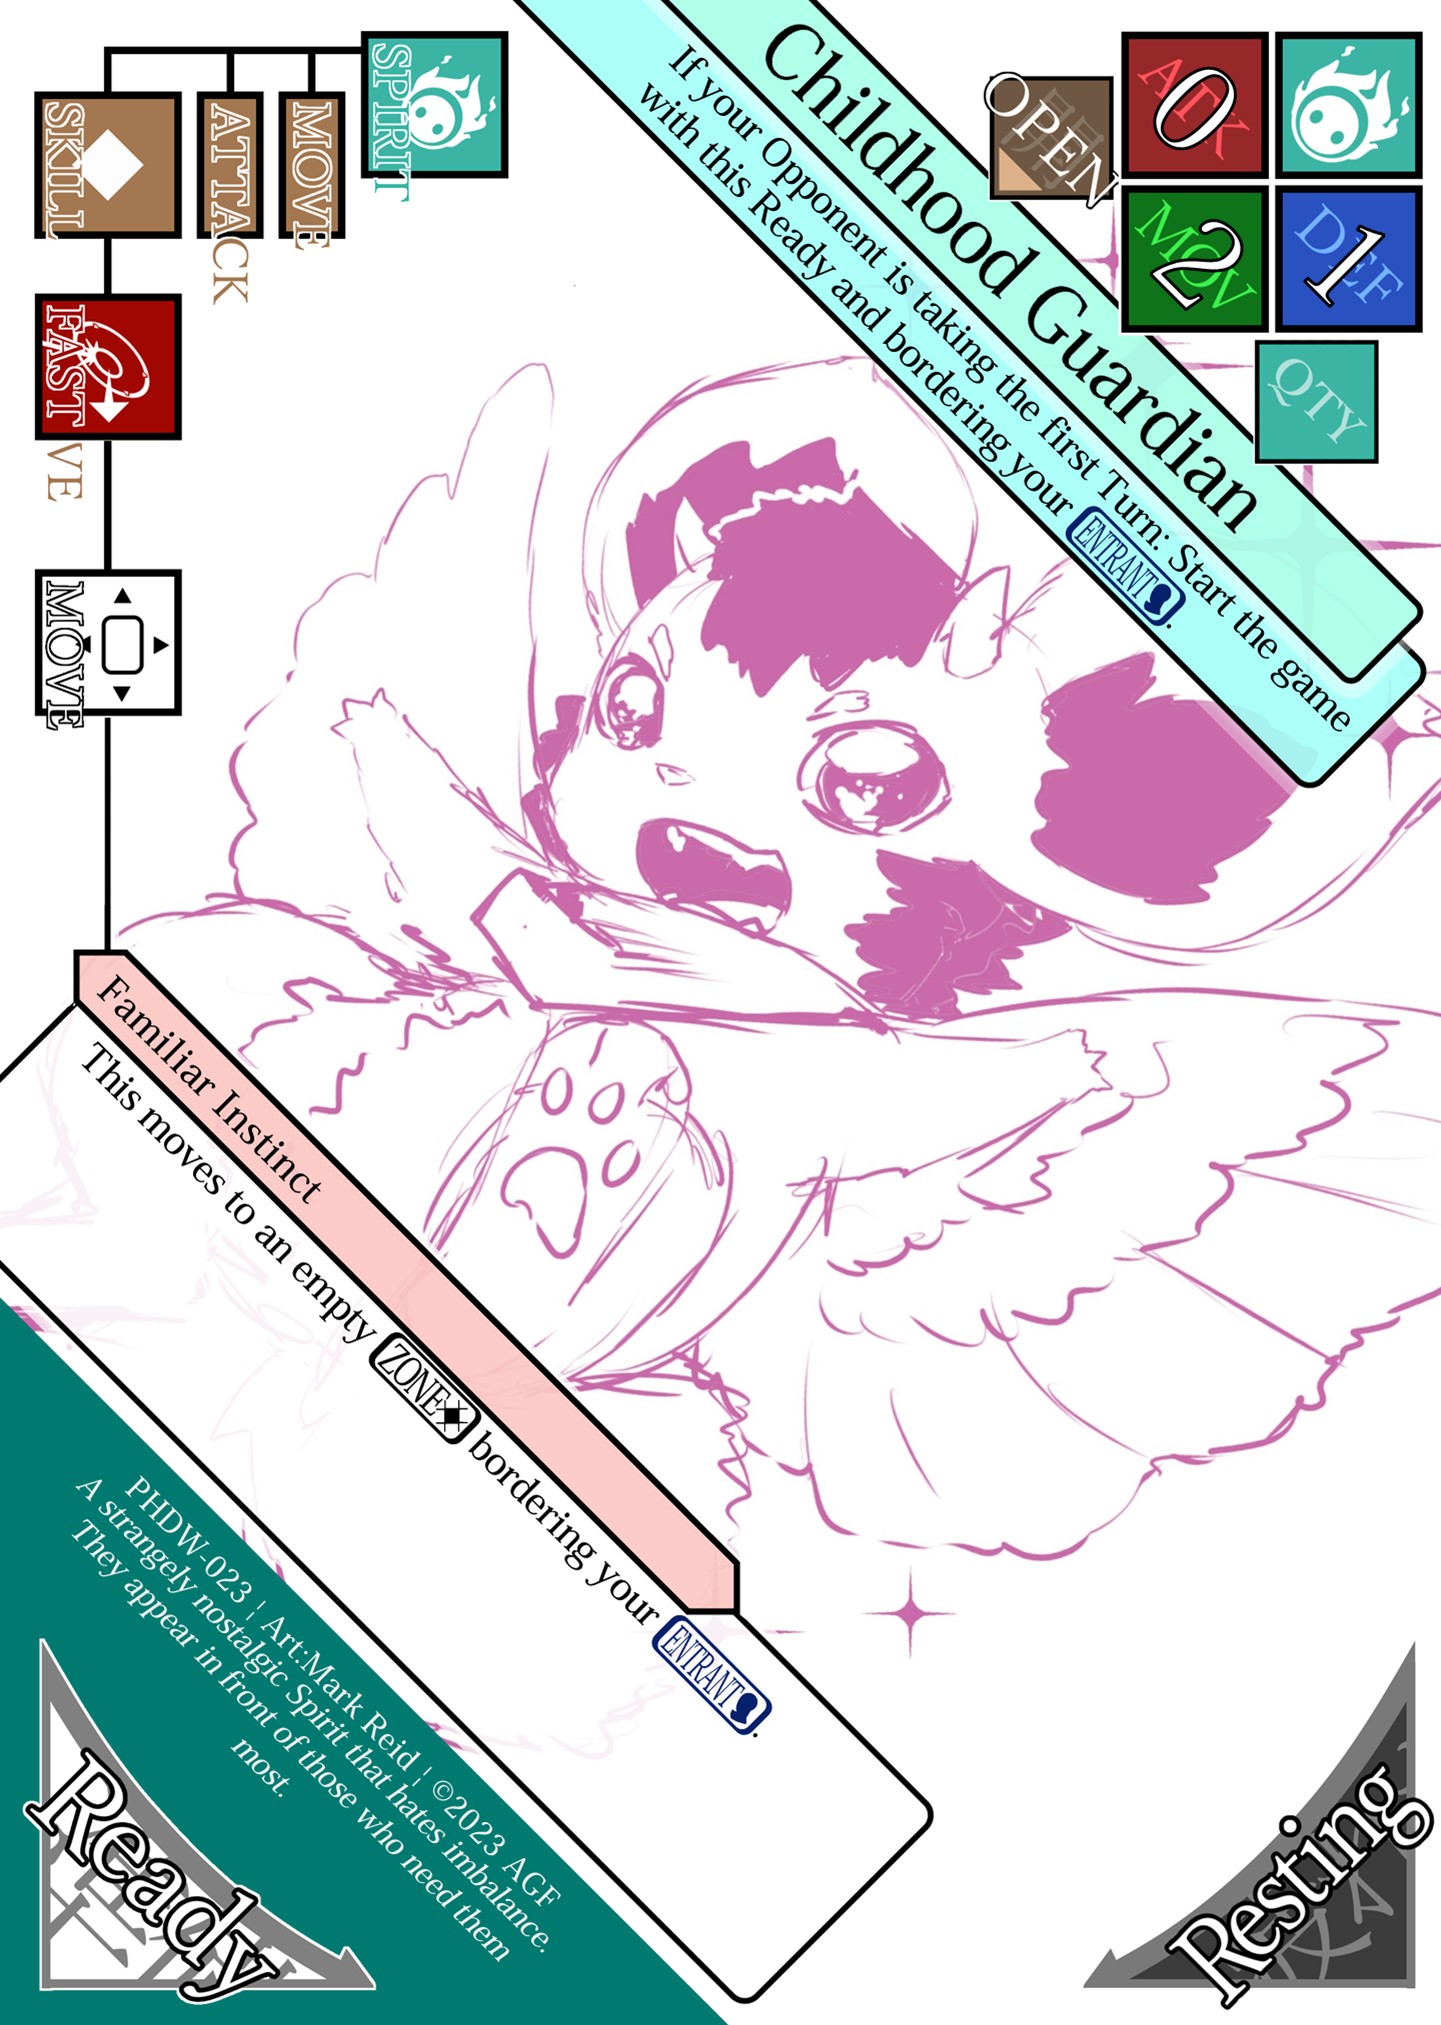 SPIRIT
MOVE
ATTACK
SKILL
FAST
VE
MOVE
Childhood Guardian
If your Opponent is taking the first Turn: Start the game
with this Ready and bordering your ENTRANT.
OPEN
ATK
0
MOV
2
DEF
1
QTY
Familiar Instinct
This moves to an empty ZONE bordering your ENTRANT.
PHDW-023 ¦ Art:Mark Reid ¦ ©2023 AGF
A strangely nostalgic Spirit that hates imbalance.
They appear in front of those who need them
most.
Ready
Resting